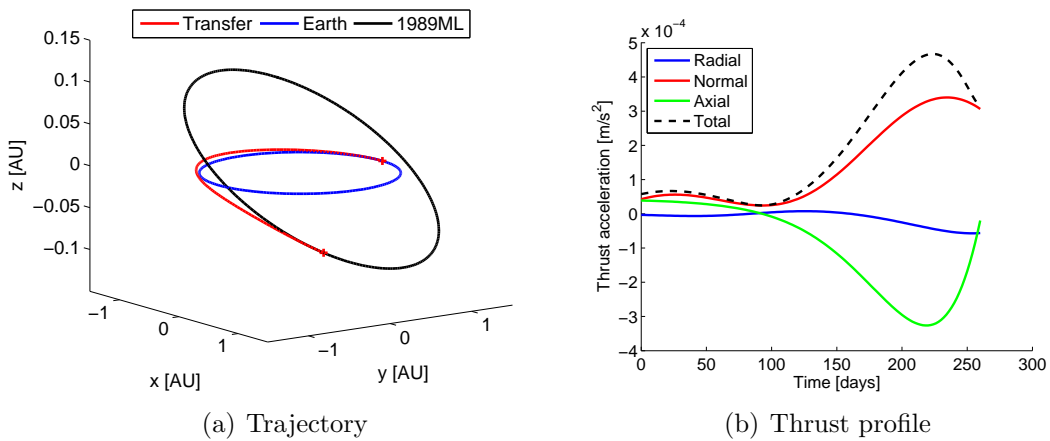 Transfer Earth 1989ML
0.15
0.1
0.05
0
−0.05
−0.1
z [AU]
−1
0
1
x [AU]
−1
0
1
y [AU]
(a) Trajectory
x 10⁻⁴
5
4
3
2
1
0
−1
−2
−3
−4
Thrust acceleration [m/s²]
Radial
Normal
Axial
Total
0 50 100 150 200 250 300
Time [days]
(b) Thrust profile